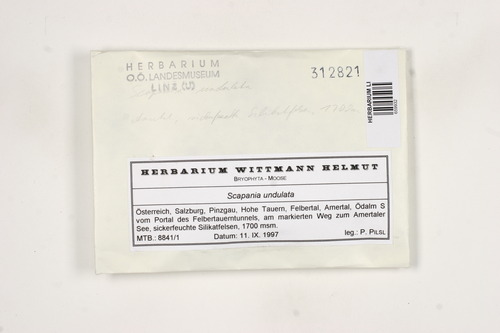 HERBARIUM
O.Ö. LANDESMUSEUM
LINZ (LI)
312821
HERBARIUM LI
undulata
HERBARIUM WITTMANN HELMUT
BRYOPHYTA - MOOSE
Scapania undulata
Österreich, Salzburg, Pinzgau, Hohe Tauern, Felbertal, Amertal, Ödalm S
vom Portal des Felbertauerntunnels, am markierten Weg zum Amertaler
See, sickerfeuchte Silikatfelsen, 1700 msm.
MTB.: 8841/1 Datum: 11. IX. 1997 leg.: P. PILSL